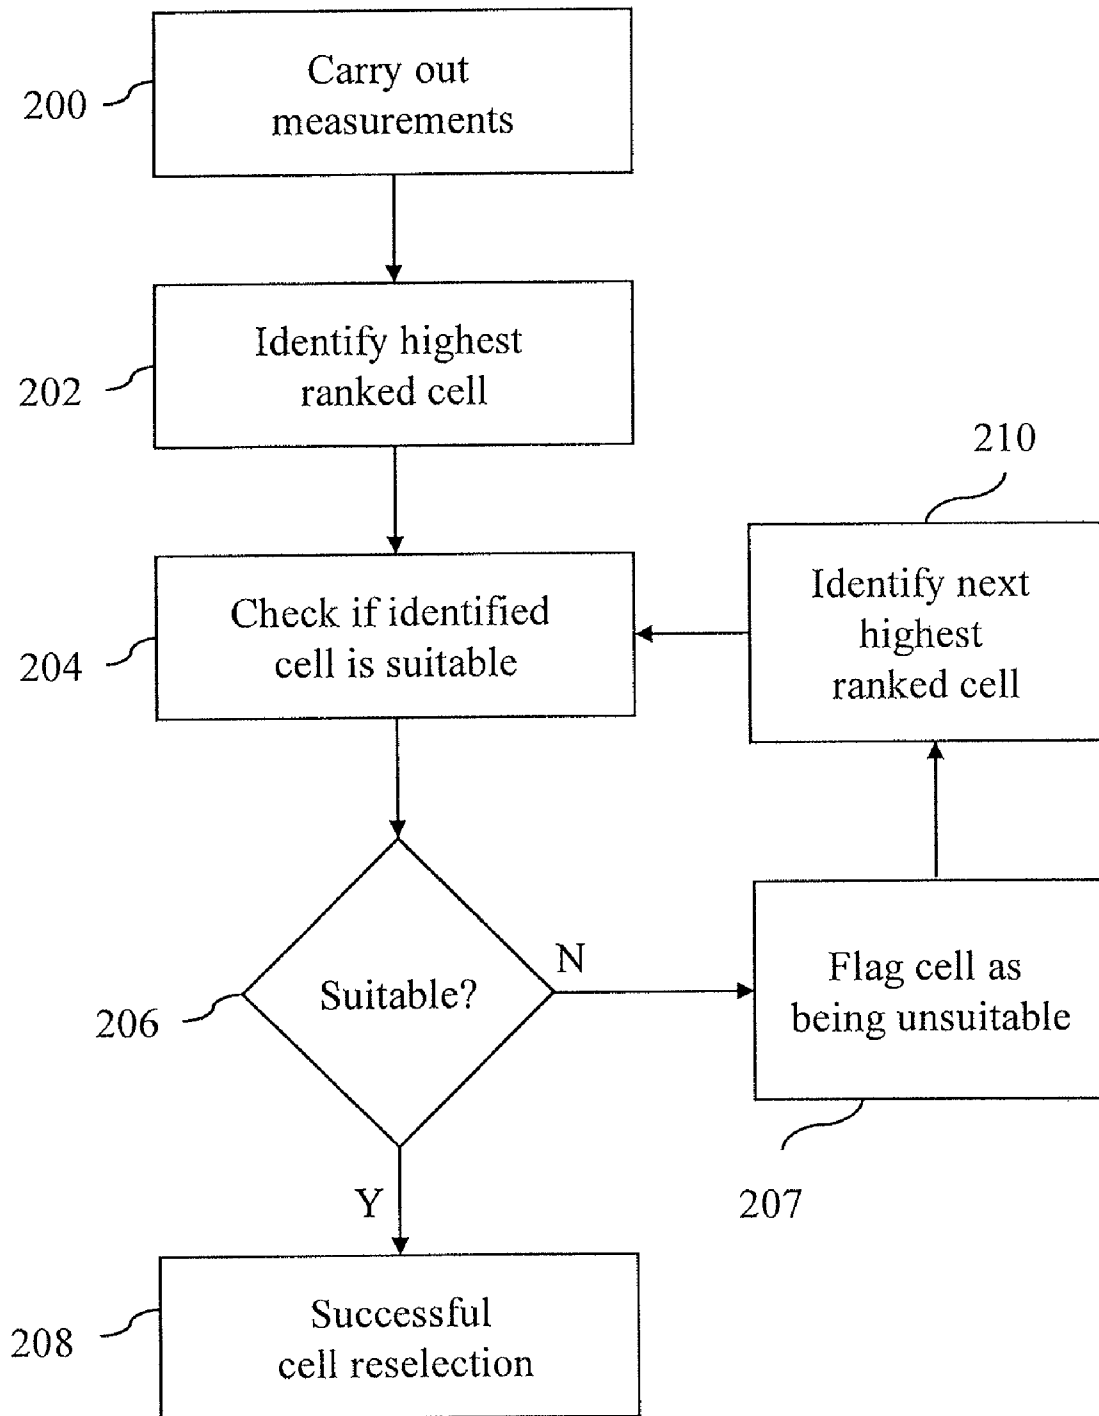 Carry out
measurements
200
Identify highest
ranked cell
202
210
Identify next
highest
ranked cell
Check if identified
cell is suitable
204
N
Suitable?
206
Flag cell as
being unsuitable
207
Y
Successful
cell reselection
208